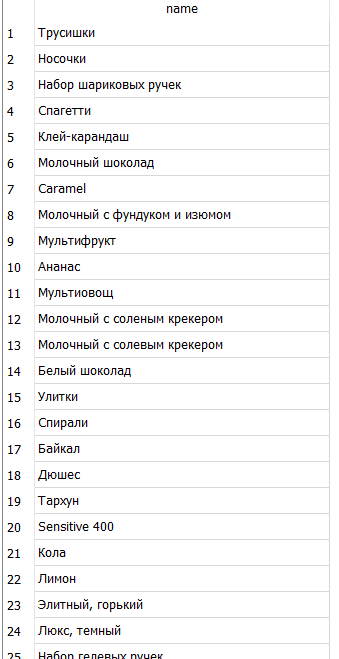 name
1 Трусишки
2 Носочки
3 Набор шариковых ручек
4 Спагетти
5 Клей-карандаш
6 Молочный шоколад
7 Caramel
8 Молочный с фундуком и изюмом
9 Мультифрукт
10 Ананас
11 Мультиовощ
12 Молочный с соленым крекером
13 Молочный с солевым крекером
14 Белый шоколад
15 Улитки
16 Спирали
17 Байкал
18 Дюшес
19 Тархун
20 Sensitive 400
21 Кола
22 Лимон
23 Элитный, горький
24 Люкс, темный
25 Набор гелевых ручек